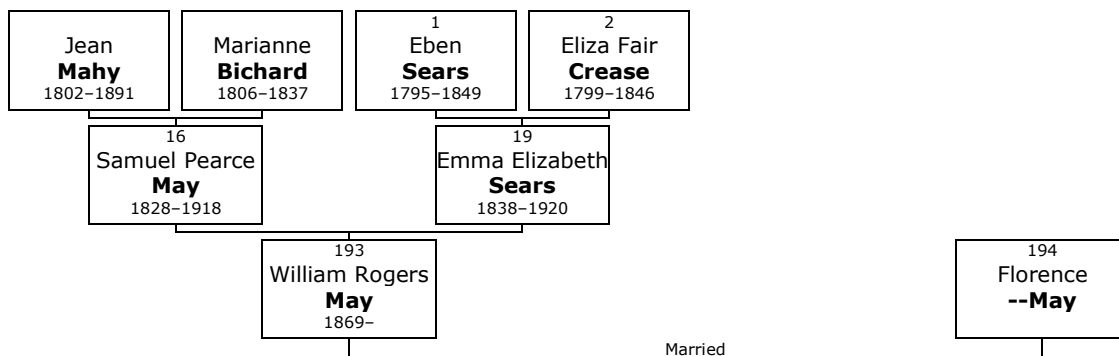 Jean
Mahy
1802–1891
Marianne
Bichard
1806–1837
1
Eben
Sears
1795–1849
2
Eliza Fair
Crease
1799–1846
16
Samuel Pearce
May
1828–1918
19
Emma Elizabeth
Sears
1838–1920
193
William Rogers
May
1869–
194
Florence
--May
Married